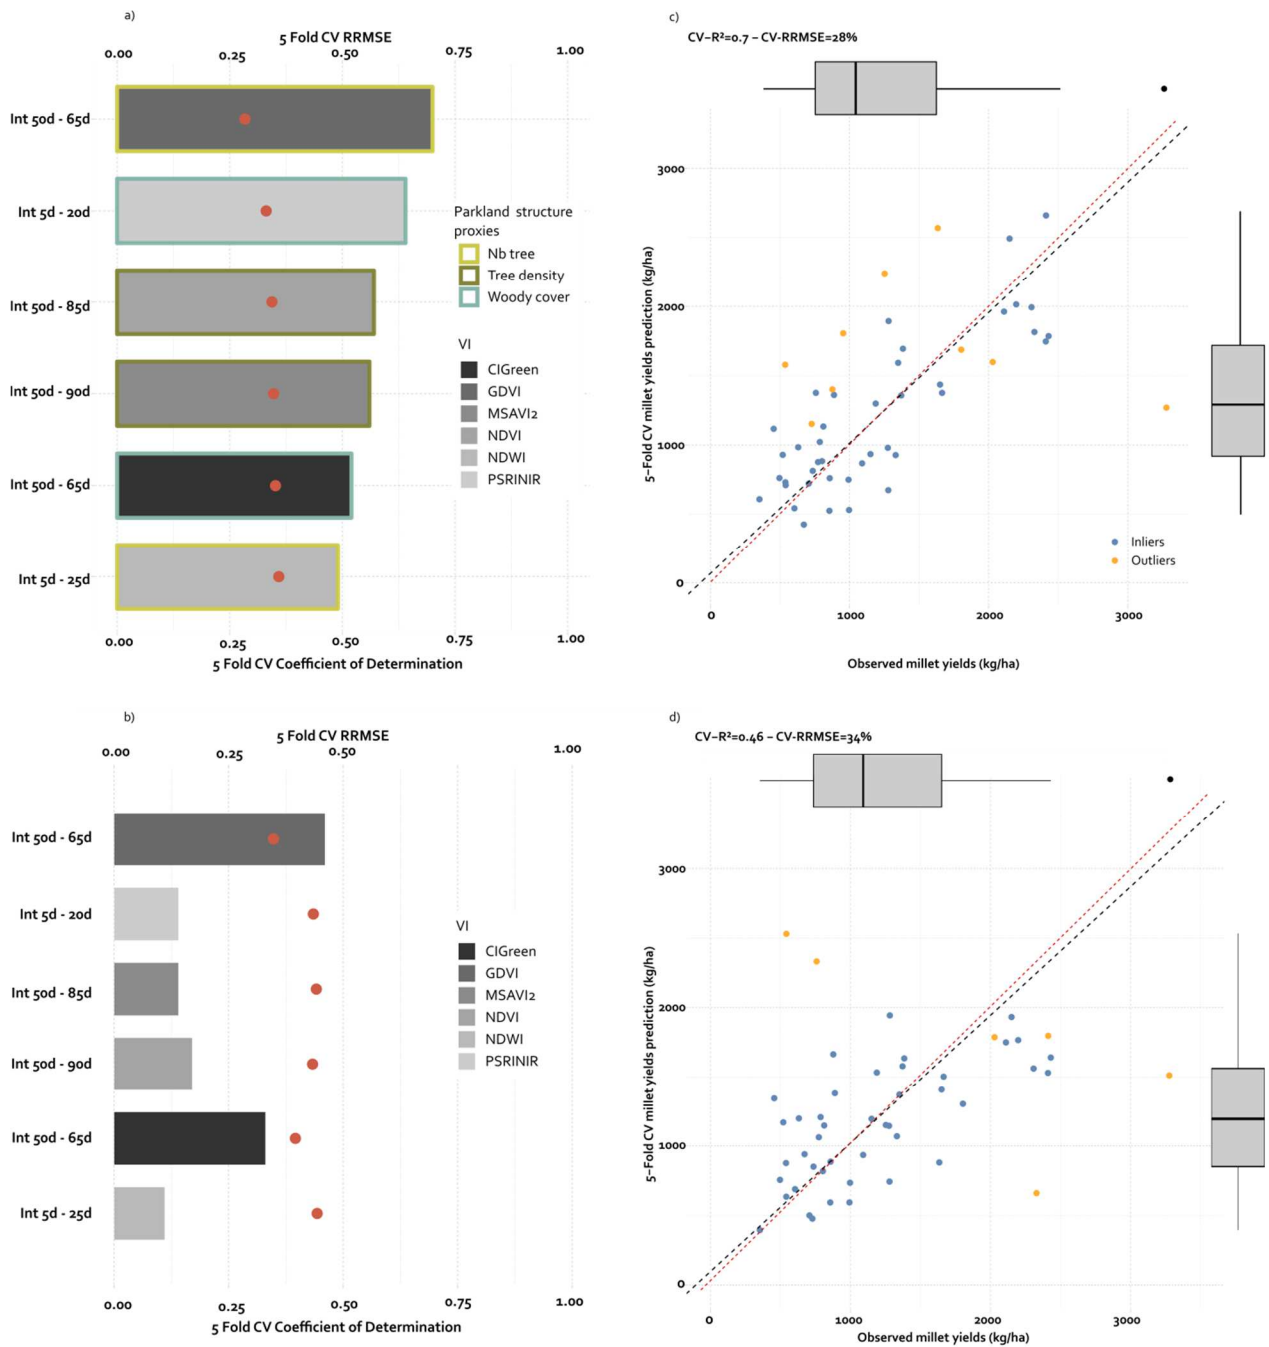 a)
5 Fold CV RRMSE
0.00 0.25 0.50 0.75 1.00
Int 50d - 65d
Int 5d - 20d
Int 50d - 85d
Int 50d - 90d
Int 50d - 65d
Int 5d - 25d
Parkland structure
proxies
Nb tree
Tree density
Woody cover
VI
CIGreen
GDVI
MSAVI2
NDVI
NDWI
PSRINIR
0.00 0.25 0.50 0.75 1.00
5 Fold CV Coefficient of Determination
c)
CV–R²=0.7 – CV-RRMSE=28%
5–Fold CV millet yields prediction (kg/ha)
3000
2000
1000
0
Inliers
Outliers
0 1000 2000 3000
Observed millet yields (kg/ha)
b)
5 Fold CV RRMSE
0.00 0.25 0.50 1.00
Int 50d - 65d
Int 5d - 20d
Int 50d - 85d
Int 50d - 90d
Int 50d - 65d
Int 5d - 25d
VI
CIGreen
GDVI
MSAVI2
NDVI
NDWI
PSRINIR
0.00 0.25 0.50 0.75 1.00
5 Fold CV Coefficient of Determination
d)
CV–R²=0.46 – CV-RRMSE=34%
5–Fold CV millet yields prediction (kg/ha)
3000
2000
1000
0
0 1000 2000 3000
Observed millet yields (kg/ha)